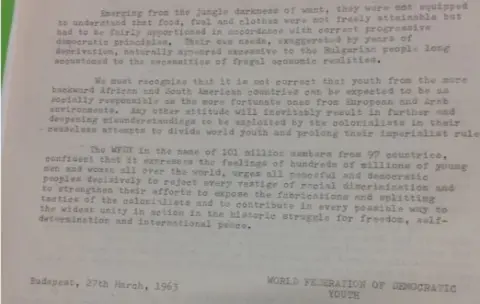 Emerging from the jungle darkness of want, they were not equipped
to understand that food, fuel and clothes were not freely attainable but
had to be fairly apportioned in accordance with correct progressive
democratic principles. Their own needs, exaggerated by years of
deprivation, naturally appeared excessive to the Bulgarian people long
accustomed to the necessities of frugal economic realities.
We must recognize that it is not correct that youth from the more
backward African and South American countries can be expected to be as
socially responsible as the more fortunate ones from European and Arab
environments. Any other attitude will inevitably result in further and
deepening misunderstandings to be exploited by the colonialists in their
ceaseless attempts to divide world youth and prolong their imperialist rule
The WFDY in the name of 101 million members from 97 countries,
confident that it expresses the feelings of hundreds of millions of young
men and women all over the world, urges all peaceful and democratic
peoples decisively to reject every vestige of racial discrimination and
to strengthen their efforts to expose the fabrications and splitting
tactics of the colonialists and to contribute in every possible way to
the widest unity in action in the historic struggle for freedom, self-
determination and international peace.
Budapest, 27th March, 1963
WORLD FEDERATION OF DEMOCRATIC
YOUTH